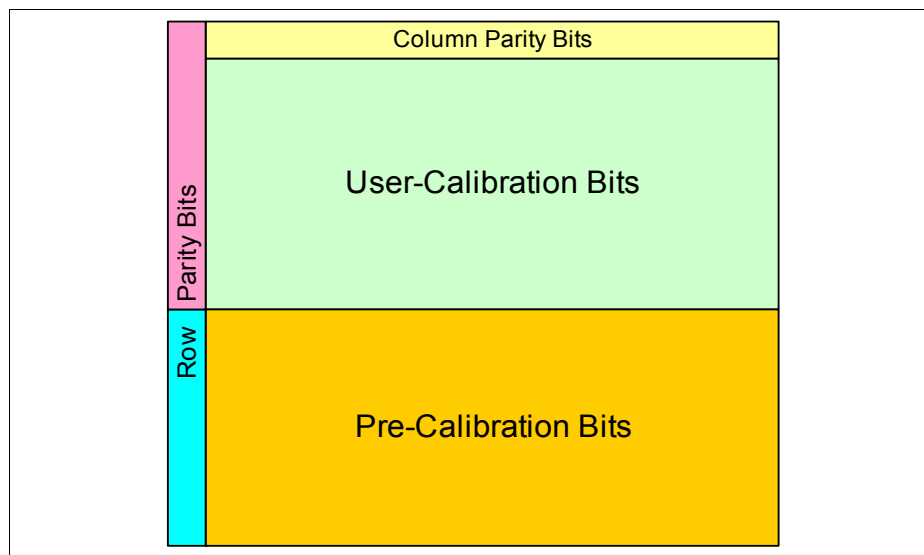 Column Parity Bits
User-Calibration Bits
Row Parity Bits
Pre-Calibration Bits